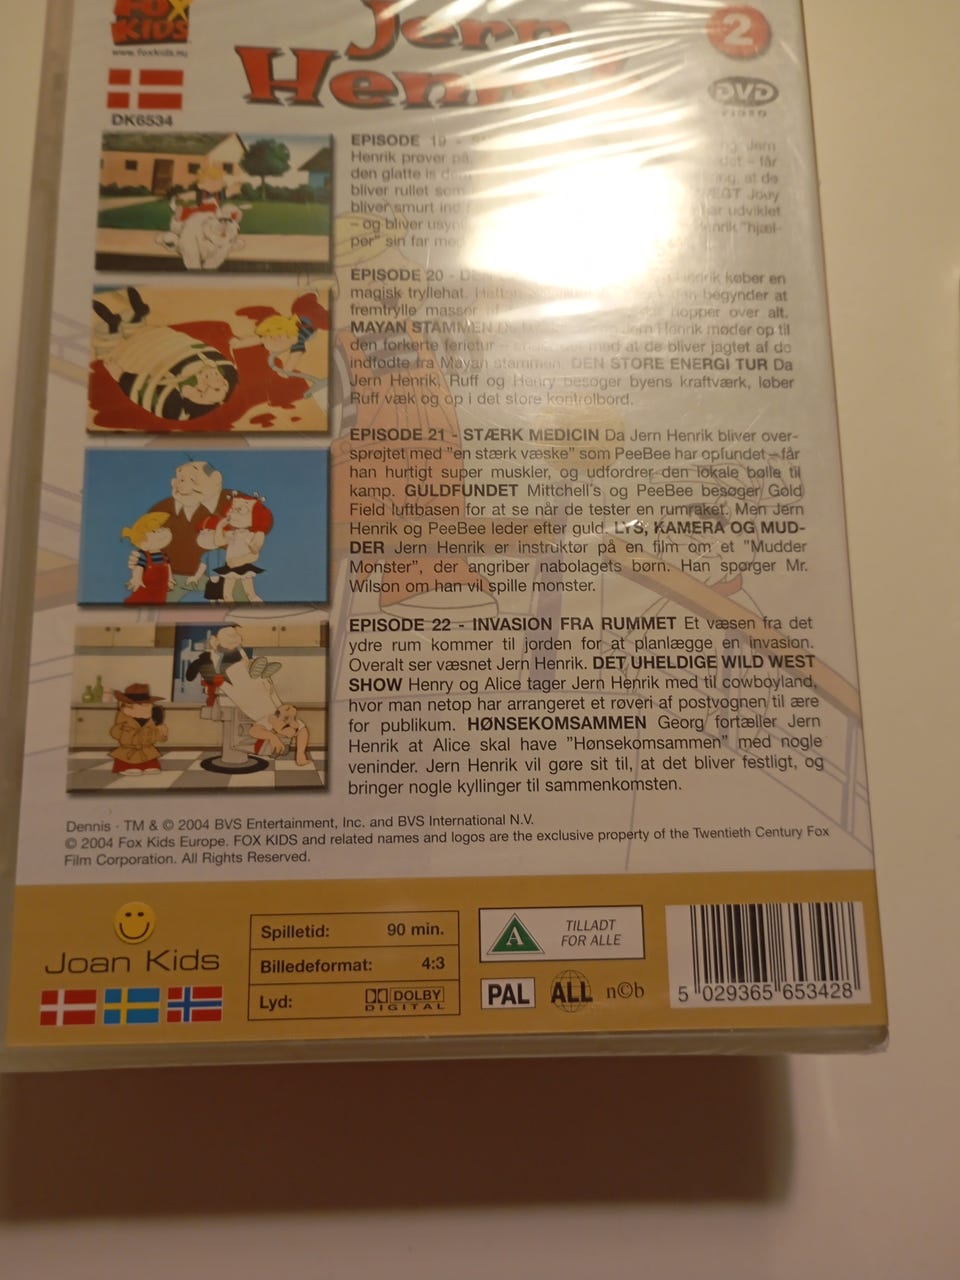 FOX
KIDS
www.foxkids.nu
Jern
2
DVD
VIDEO
DK6534
EPISODE 19 -
Henrik prøver på, - får
den glatte is at da
bliver rullet som Joey
bliver smurt ind udviklet
– og bliver "hjæl-
per" sin far med
EPISODE 20 - Henrik køber en
magisk tryllehat. Hatten begynder at
fremtrylle masser hopper over alt.
MAYAN STAMMEN Jern Henrik møder op til
den forkerte ferietur – med at de bliver jagtet af de
indfødte fra Mayan stammen. DEN STORE ENERGI TUR Da
Jern Henrik, Ruff og Henry besøger byens kraftværk, løber
Ruff væk og op i det store kontrolbord.
EPISODE 21 - STÆRK MEDICIN Da Jern Henrik bliver over-
sprøjtet med "en stærk væske" som PeeBee har opfundet – får
han hurtigt super muskler, og udfordrer den lokale bølle til
kamp. GULDFUNDET Mittchell's og PeeBee besøger Gold
Field luftbasen for at se når de tester en rumraket. Men Jern
Henrik og PeeBee leder efter guld. LYS, KAMERA OG MUD-
DER Jern Henrik er instruktør på en film om et "Mudder
Monster", der angriber nabolagets børn. Han spørger Mr.
Wilson om han vil spille monster.
EPISODE 22 - INVASION FRA RUMMET Et væsen fra det
ydre rum kommer til jorden for at planlægge en invasion.
Overalt ser væsnet Jern Henrik. DET UHELDIGE WILD WEST
SHOW Henry og Alice tager Jern Henrik med til cowboyland,
hvor man netop har arrangeret et røveri af postvognen til ære
for publikum. HØNSEKOMSAMMEN Georg fortæller Jern
Henrik at Alice skal have "Hønsekomsammen" med nogle
veninder. Jern Henrik vil gøre sit til, at det bliver festligt, og
bringer nogle kyllinger til sammenkomsten.
Dennis · TM & © 2004 BVS Entertainment, Inc. and BVS International N.V.
© 2004 Fox Kids Europe. FOX KIDS and related names and logos are the exclusive property of the Twentieth Century Fox
Film Corporation. All Rights Reserved.
Joan Kids
Spilletid: 90 min.
Billedeformat: 4:3
Lyd: DOLBY
DIGITAL
A
TILLADT
FOR ALLE
PAL
ALL
n©b
5 029365 653428